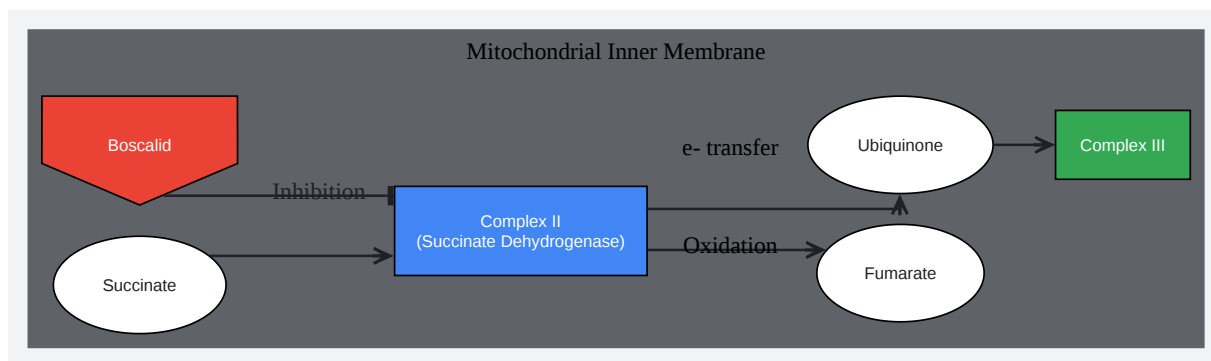 Mitochondrial Inner Membrane
Boscalid
Inhibition
Succinate
Complex II
(Succinate Dehydrogenase)
e- transfer
Oxidation
Ubiquinone
Fumarate
Complex III